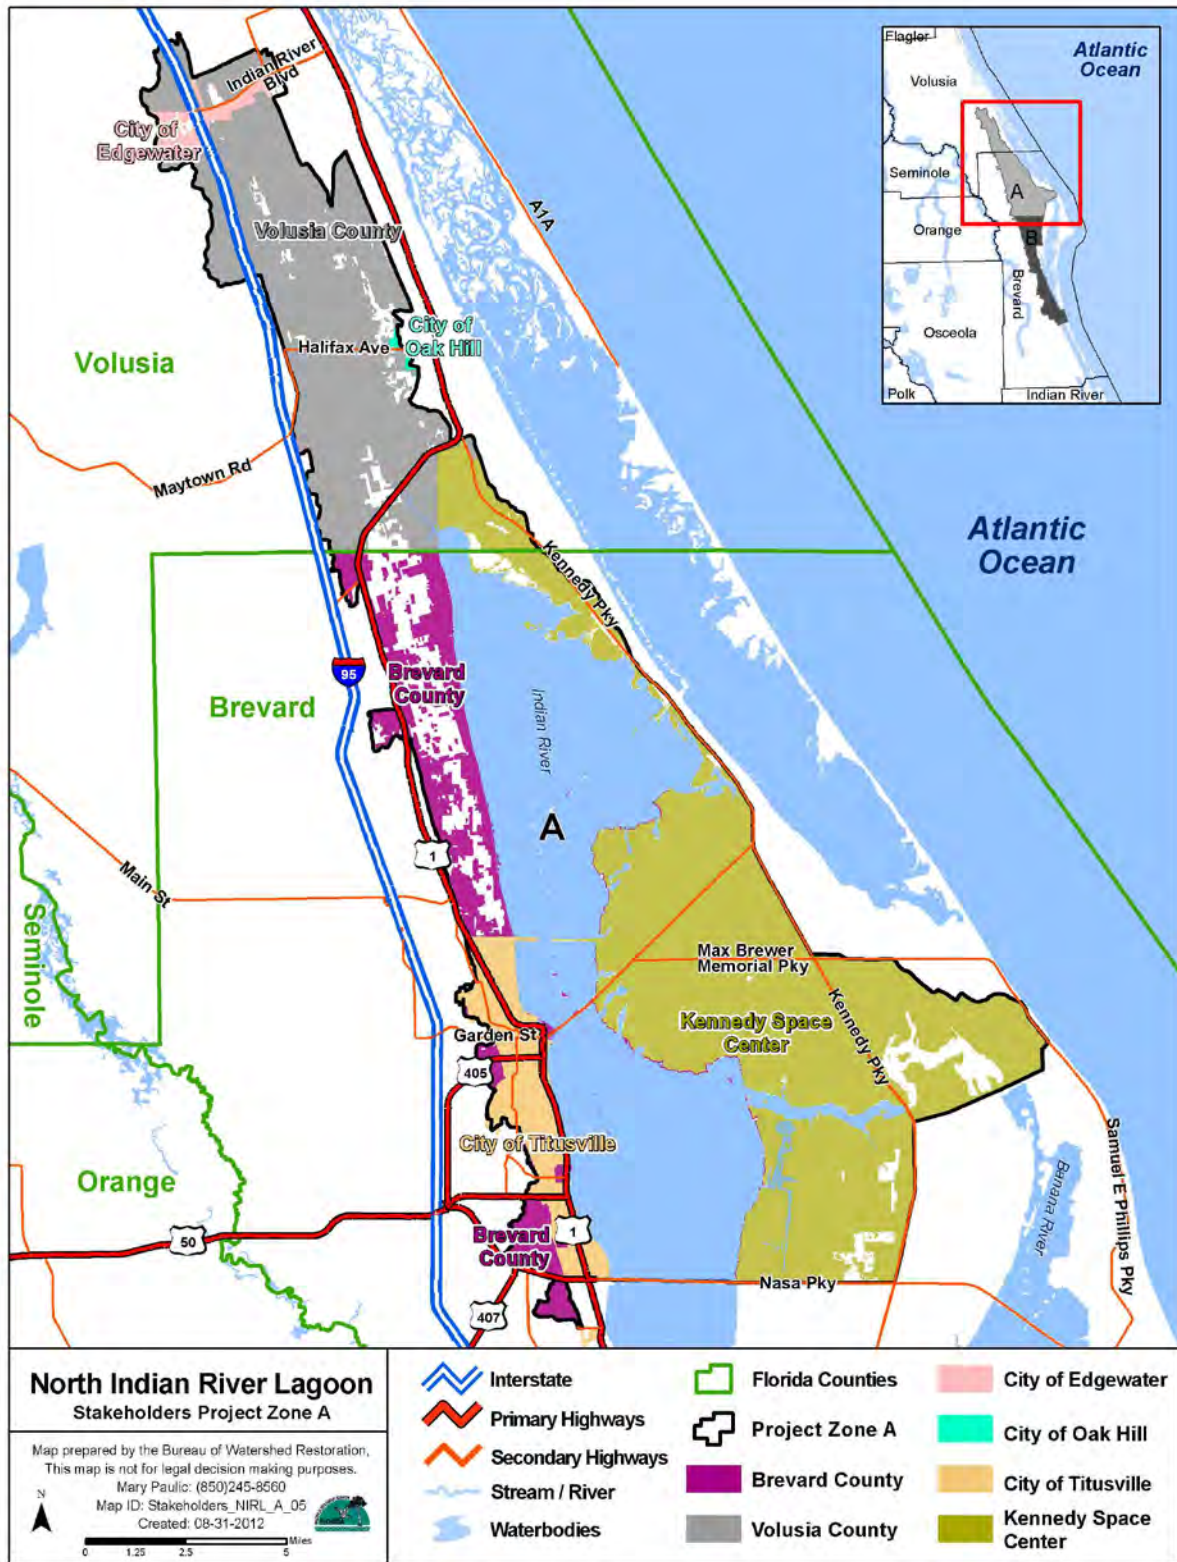 Indian River
Blvd
City of
Edgewater
Volusia County
A1A
City of
Oak Hill
Halifax Ave
Volusia
Maytown Rd
Flagler
Atlantic
Ocean
Volusia
Seminole
A
Orange
B
Brevard
Osceola
Polk
Indian River
Atlantic
Ocean
Kennedy Pky
95
Brevard
County
Brevard
Indian River
A
1
Main St
Seminole
Max Brewer
Memorial Pky
Kennedy Space
Center
Kennedy Pky
Garden St
405
City of Titusville
Samuel E Phillips Pky
Banana River
Orange
50
Brevard
County
1
Nasa Pky
407
North Indian River Lagoon
Stakeholders Project Zone A
Map prepared by the Bureau of Watershed Restoration,
This map is not for legal decision making purposes.
Mary Paulic: (850)245-8560
Map ID: Stakeholders_NIRL_A_05
Created: 08-31-2012
N
Miles
0 1.25 2.5 5
Interstate
Primary Highways
Secondary Highways
Stream / River
Waterbodies
Florida Counties
Project Zone A
Brevard County
Volusia County
City of Edgewater
City of Oak Hill
City of Titusville
Kennedy Space
Center